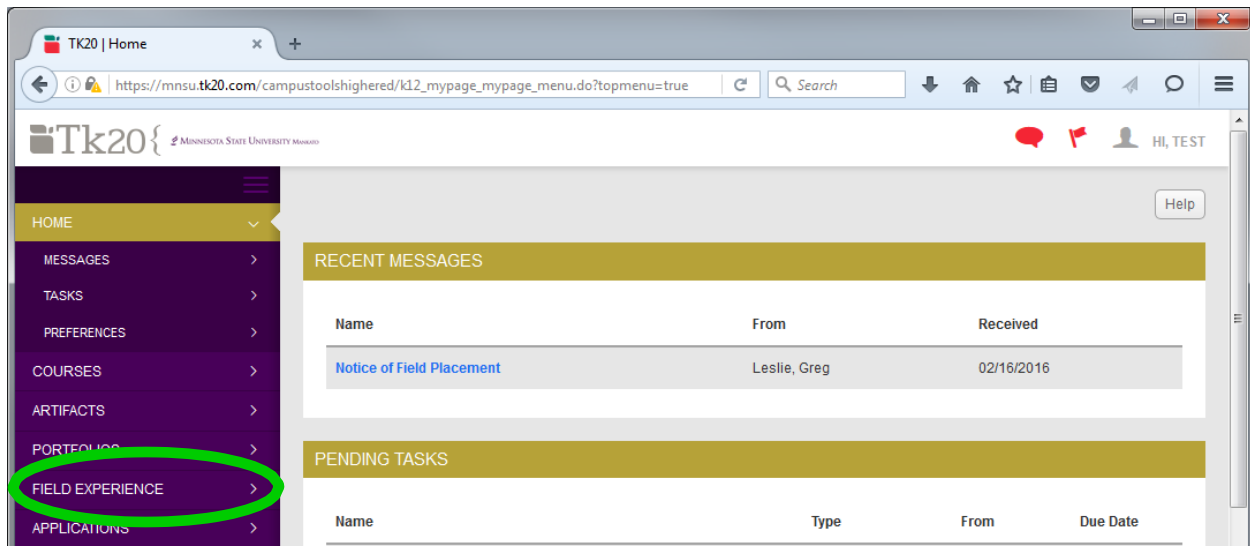 TK20 | Home
https://mnsu.tk20.com/campustoolshighered/k12_mypage_mypage_menu.do?topmenu=true
Search
Tk20{ MINNESOTA STATE UNIVERSITY MANKATO
HI, TEST
Help
HOME
MESSAGES
TASKS
PREFERENCES
COURSES
ARTIFACTS
PORTFOLIOS
FIELD EXPERIENCE
APPLICATIONS
RECENT MESSAGES
Name From Received
Notice of Field Placement Leslie, Greg 02/16/2016
PENDING TASKS
Name Type From Due Date